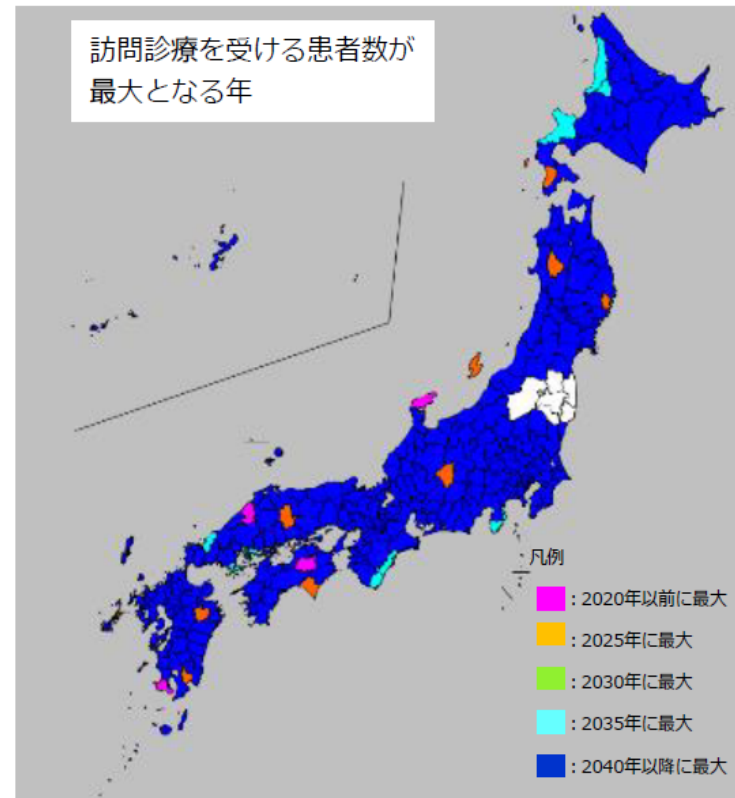 訪問診療を受ける患者数が
最大となる年
凡例
：2020年以前に最大
：2025年に最大
：2030年に最大
：2035年に最大
：2040年以降に最大